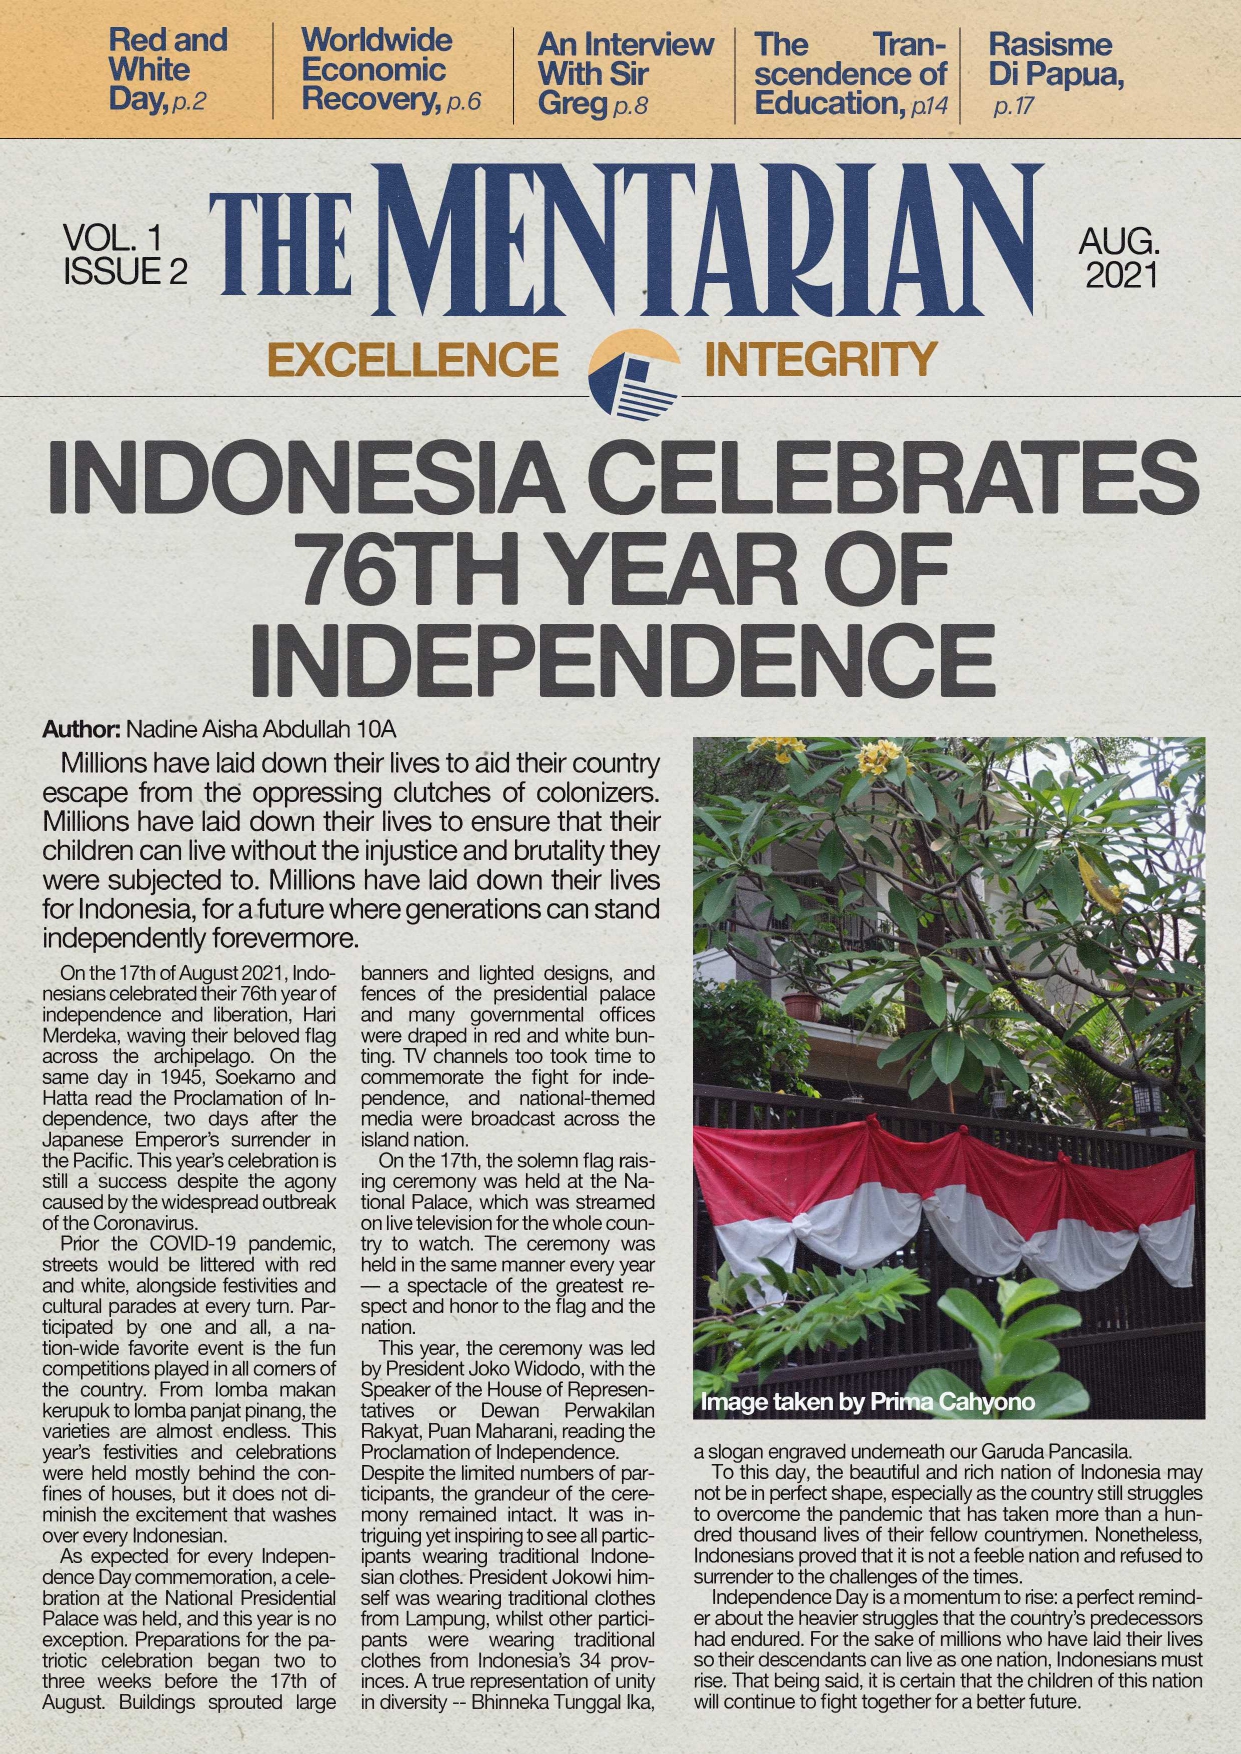 Red and
White
Day, p.2
Worldwide
Economic
Recovery, p.6
An Interview
With Sir
Greg p.8
The Tran-
scendence of
Education, p14
Rasisme
Di Papua,
p.17
VOL. 1
ISSUE 2
THE MENTARIAN
AUG.
2021
EXCELLENCE INTEGRITY
INDONESIA CELEBRATES
76TH YEAR OF
INDEPENDENCE
Author: Nadine Aisha Abdullah 10A
Millions have laid down their lives to aid their country
escape from the oppressing clutches of colonizers.
Millions have laid down their lives to ensure that their
children can live without the injustice and brutality they
were subjected to. Millions have laid down their lives
for Indonesia, for a future where generations can stand
independently forevermore.
On the 17th of August 2021, Indo-
nesians celebrated their 76th year of
independence and liberation, Hari
Merdeka, waving their beloved flag
across the archipelago. On the
same day in 1945, Soekarno and
Hatta read the Proclamation of In-
dependence, two days after the
Japanese Emperor's surrender in
the Pacific. This year's celebration is
still a success despite the agony
caused by the widespread outbreak
of the Coronavirus.
Prior the COVID-19 pandemic,
streets would be littered with red
and white, alongside festivities and
cultural parades at every turn. Par-
ticipated by one and all, a na-
tion-wide favorite event is the fun
competitions played in all corners of
the country. From lomba makan
kerupuk to lomba panjat pinang, the
varieties are almost endless. This
year's festivities and celebrations
were held mostly behind the con-
fines of houses, but it does not di-
minish the excitement that washes
over every Indonesian.
As expected for every Indepen-
dence Day commemoration, a cele-
bration at the National Presidential
Palace was held, and this year is no
exception. Preparations for the pa-
triotic celebration began two to
three weeks before the 17th of
August. Buildings sprouted large
banners and lighted designs, and
fences of the presidential palace
and many governmental offices
were draped in red and white bun-
ting. TV channels too took time to
commemorate the fight for inde-
pendence, and national-themed
media were broadcast across the
island nation.
On the 17th, the solemn flag rais-
ing ceremony was held at the Na-
tional Palace, which was streamed
on live television for the whole coun-
try to watch. The ceremony was
held in the same manner every year
— a spectacle of the greatest re-
spect and honor to the flag and the
nation.
This year, the ceremony was led
by President Joko Widodo, with the
Speaker of the House of Represen-
tatives or Dewan Perwakilan
Rakyat, Puan Maharani, reading the
Proclamation of Independence.
Despite the limited numbers of par-
ticipants, the grandeur of the cere-
mony remained intact. It was in-
triguing yet inspiring to see all partic-
ipants wearing traditional Indone-
sian clothes. President Jokowi him-
self was wearing traditional clothes
from Lampung, whilst other partici-
pants were wearing traditional
clothes from Indonesia's 34 prov-
inces. A true representation of unity
in diversity -- Bhinneka Tunggal Ika,
Image taken by Prima Cahyono
a slogan engraved underneath our Garuda Pancasila.
To this day, the beautiful and rich nation of Indonesia may
not be in perfect shape, especially as the country still struggles
to overcome the pandemic that has taken more than a hun-
dred thousand lives of their fellow countrymen. Nonetheless,
Indonesians proved that it is not a feeble nation and refused to
surrender to the challenges of the times.
Independence Day is a momentum to rise: a perfect remind-
er about the heavier struggles that the country's predecessors
had endured. For the sake of millions who have laid their lives
so their descendants can live as one nation, Indonesians must
rise. That being said, it is certain that the children of this nation
will continue to fight together for a better future.